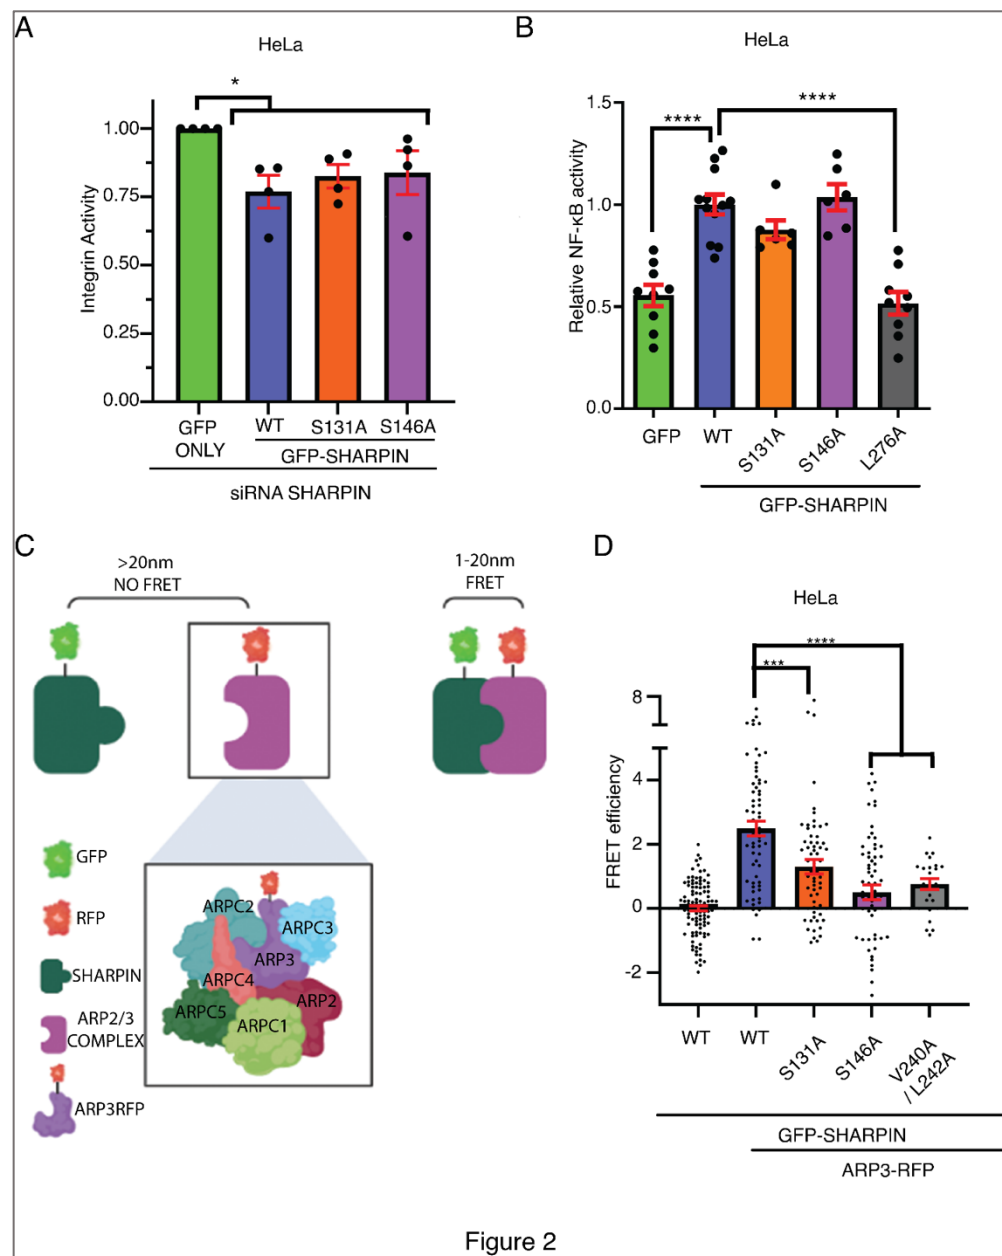 A
HeLa
*
Integrin Activity
1.00
0.75
0.50
0.25
0.00
GFP ONLY
WT
S131A
S146A
GFP-SHARPIN
siRNA SHARPIN
B
HeLa
****
****
Relative NF-κB activity
1.5
1.0
0.5
0.0
GFP
WT
S131A
S146A
L276A
GFP-SHARPIN
C
>20nm
NO FRET
1-20nm
FRET
GFP
RFP
SHARPIN
ARP2/3
COMPLEX
ARP3RFP
ARPC2
ARPC3
ARP3
ARPC4
ARP2
ARPC5
ARPC1
D
HeLa
****
***
FRET efficiency
8
4
2
0
-2
WT
WT
S131A
S146A
V240A
/ L242A
GFP-SHARPIN
ARP3-RFP
Figure 2